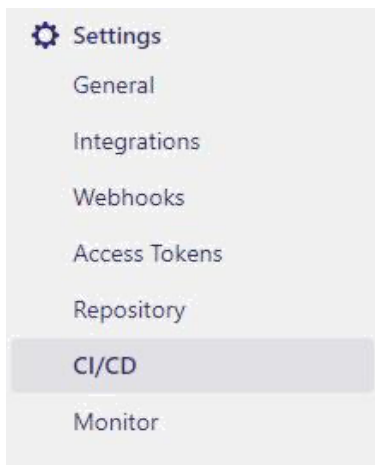 Settings
General
Integrations
Webhooks
Access Tokens
Repository
CI/CD
Monitor